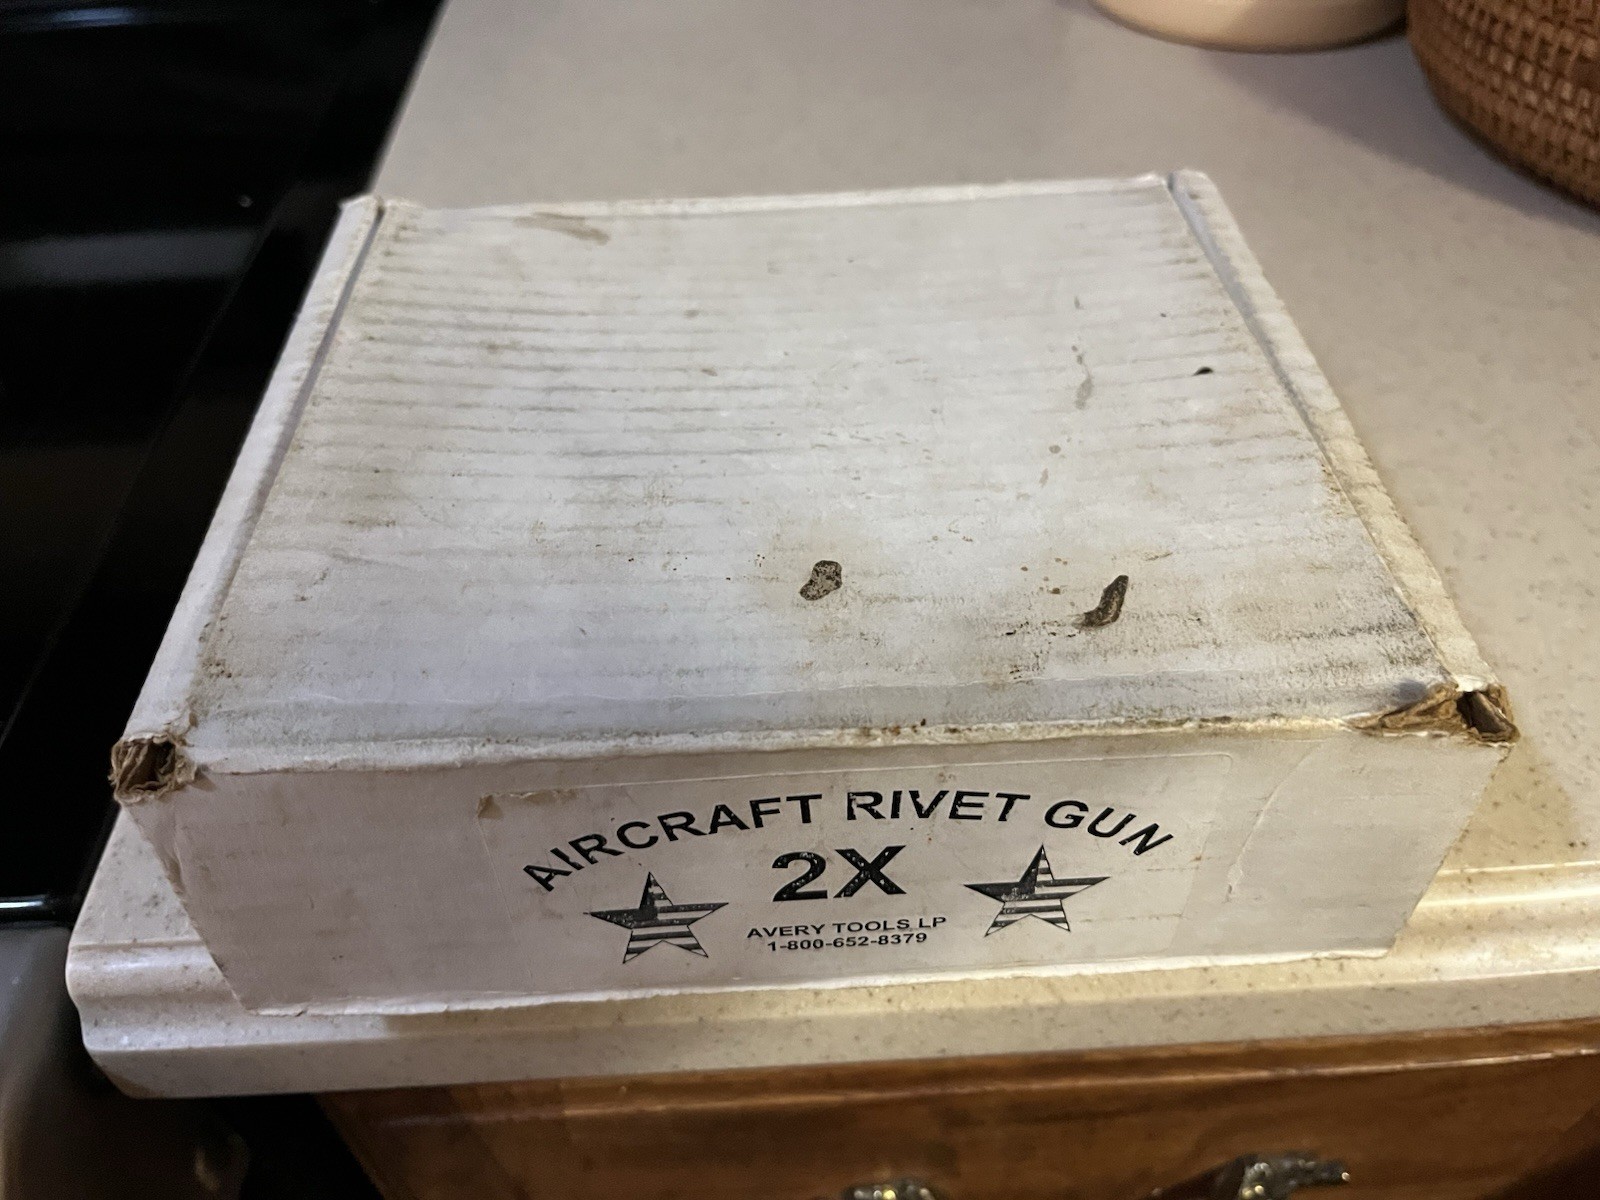 AIRCRAFT RIVET GUN
2X
AVERY TOOLS LP
1-800-652-8379